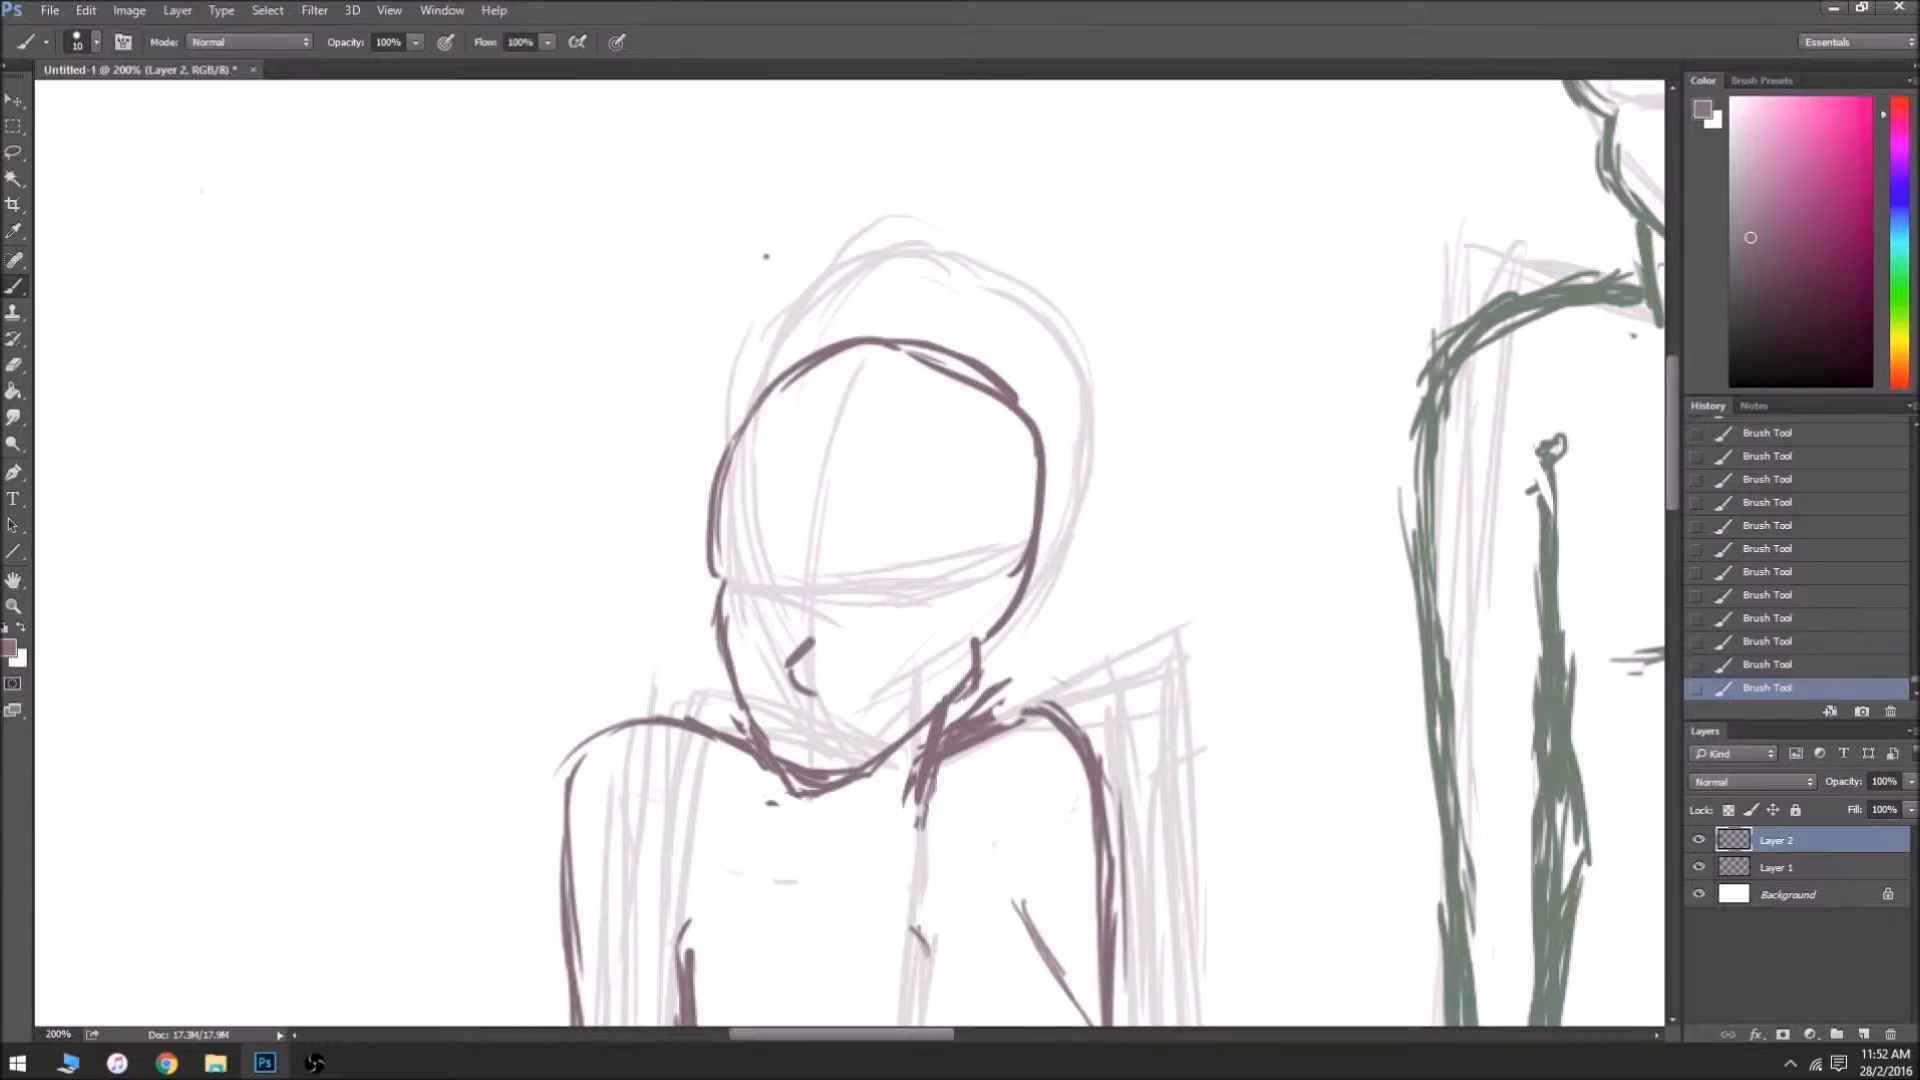 Ps File Edit Image Layer Type Select Filter 3D View Window Help
10 Mode: Normal Opacity: 100% Flow: 100% Essentials
Untitled-1 @ 200% (Layer 2, RGB/8) * ×
Color Brush Presets
History Notes
Brush Tool
Brush Tool
Brush Tool
Brush Tool
Brush Tool
Brush Tool
Brush Tool
Brush Tool
Brush Tool
Brush Tool
Brush Tool
Brush Tool
Layers
Kind
Normal Opacity: 100%
Lock: Fill: 100%
Layer 2
Layer 1
Background
200% Doc: 17.3M/17.9M
Ps
11:52 AM
28/2/2016